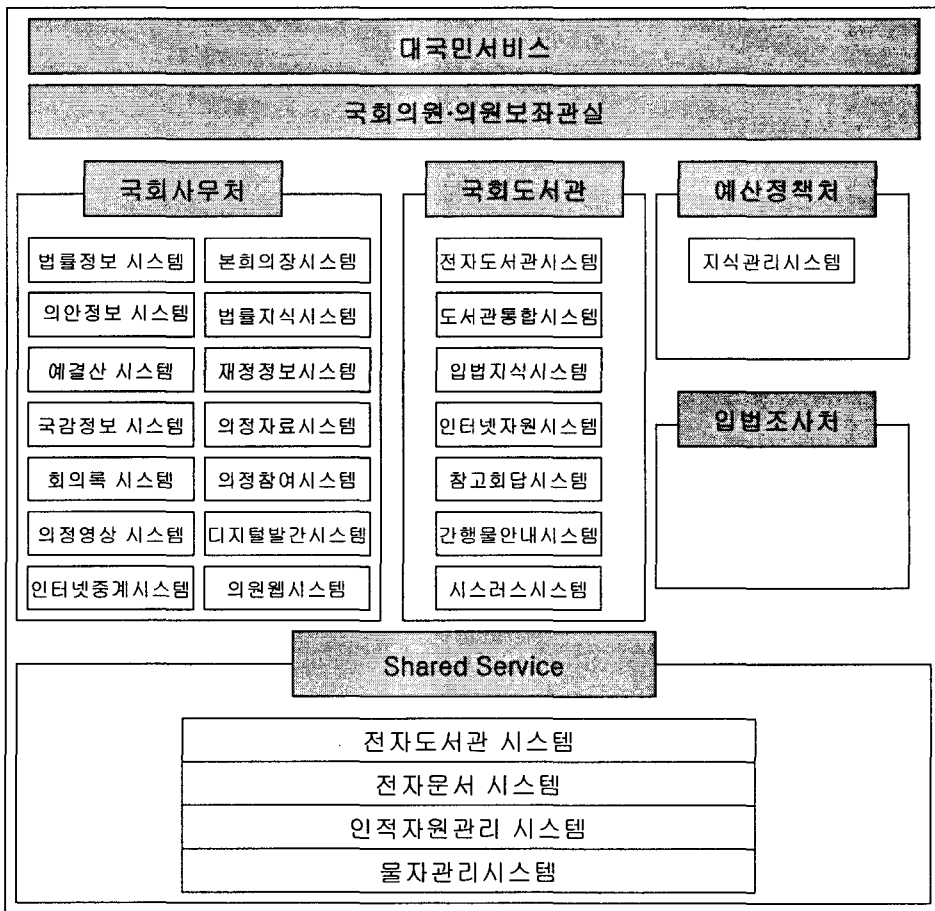 대국민서비스
국회의원·의원보좌관실
국회사무처
법률정보 시스템 본회의장시스템
의안정보 시스템 법률지식시스템
예결산 시스템 재정정보시스템
국감정보 시스템 의정자료시스템
회의록 시스템 의정참여시스템
의정영상 시스템 디지털발간시스템
인터넷중계시스템 의원웹시스템
국회도서관
전자도서관시스템
도서관통합시스템
입법지식시스템
인터넷자원시스템
참고회답시스템
간행물안내시스템
시스러스시스템
예산정책처
지식관리시스템
입법조사처
Shared Service
전자도서관 시스템
전자문서 시스템
인적자원관리 시스템
물자관리시스템